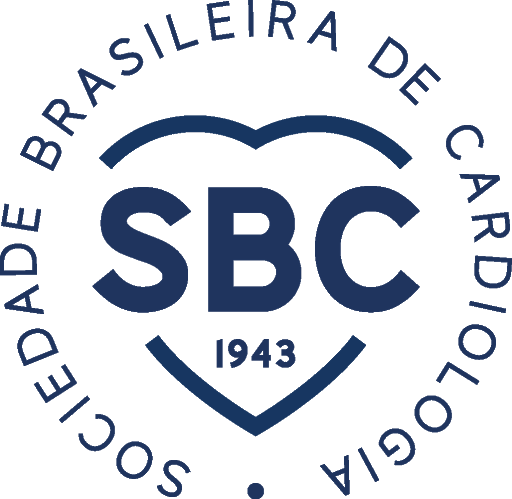 SOCIEDADE BRASILEIRA DE CARDIOLOGIA
SBC
1943